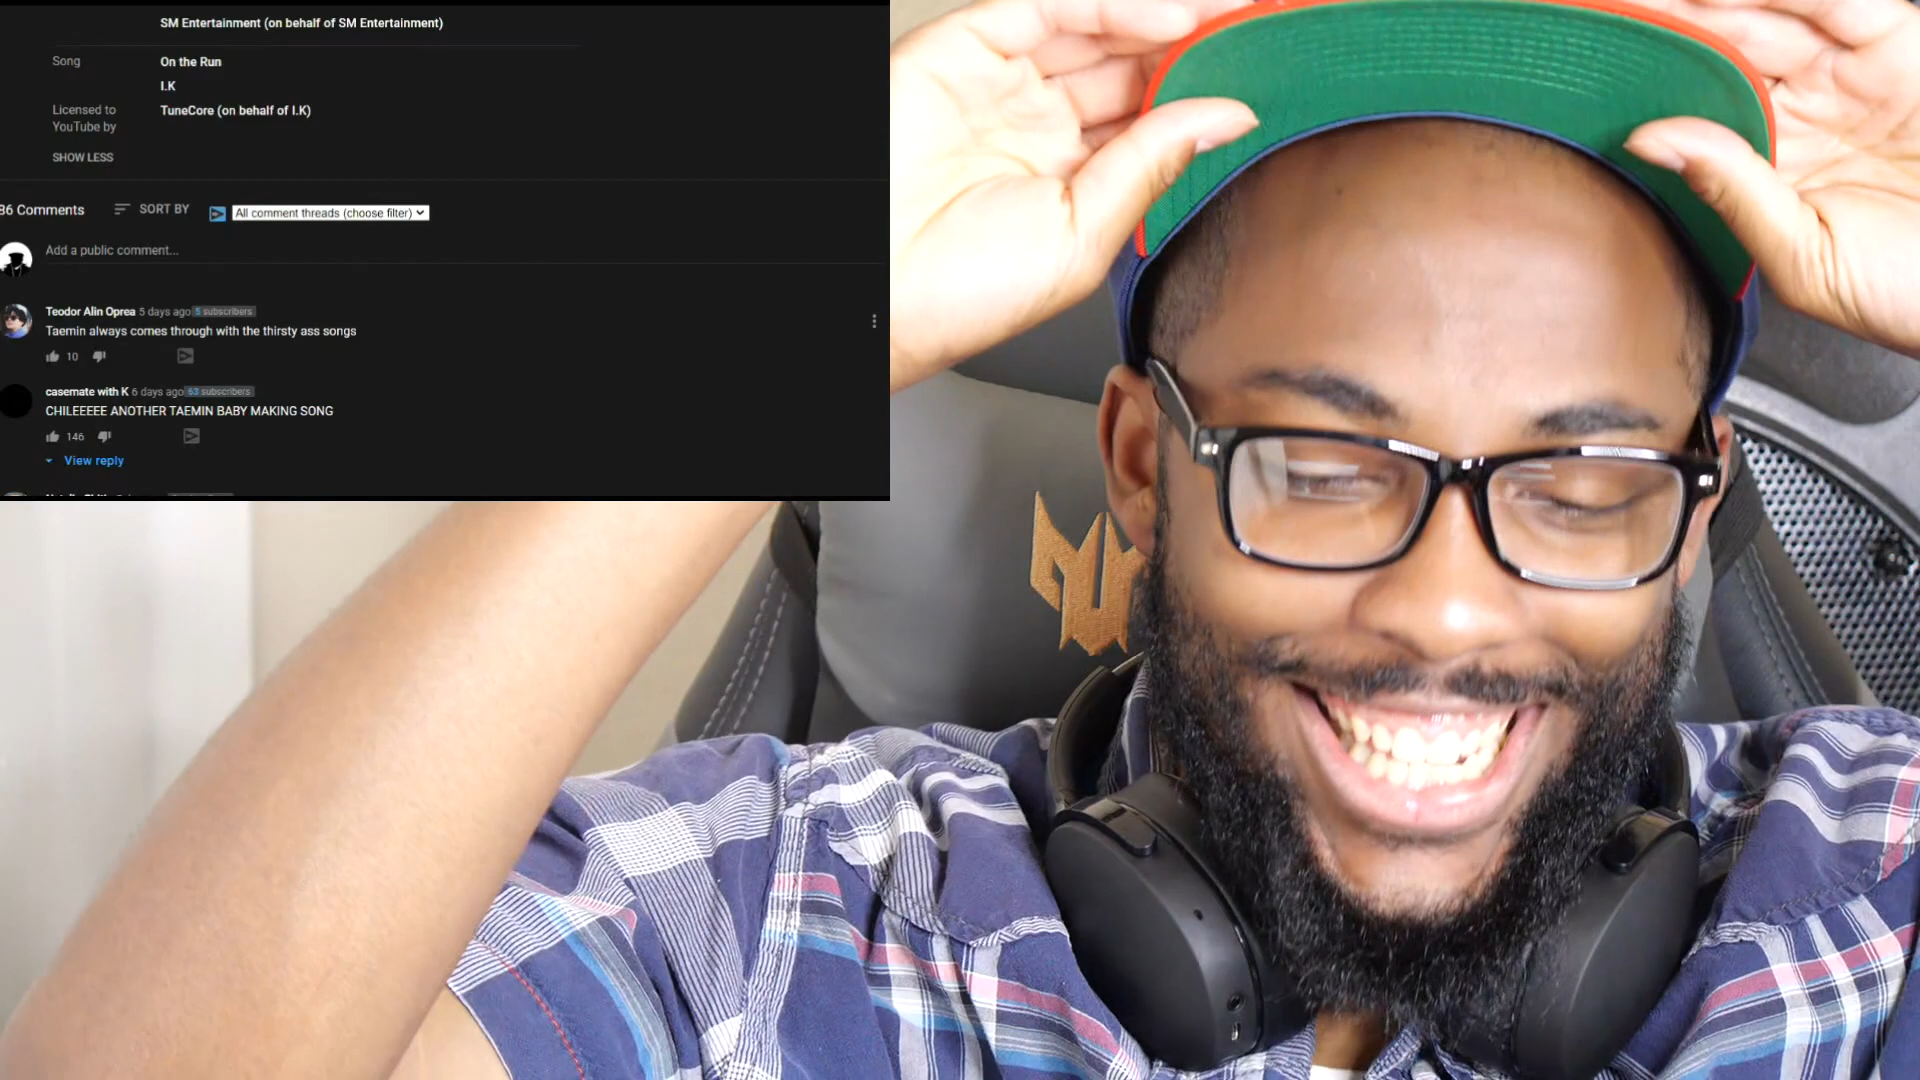 SM Entertainment (on behalf of SM Entertainment)
Song
On the Run
I.K
Licensed to
YouTube by
TuneCore (on behalf of I.K)
SHOW LESS
36 Comments
SORT BY
All comment threads (choose filter)
Add a public comment...
Teodor Alin Oprea 5 days ago 5 subscribers
Taemin always comes through with the thirsty ass songs
10
casemate with K 6 days ago 63 subscribers
CHILEEEEE ANOTHER TAEMIN BABY MAKING SONG
146
View reply